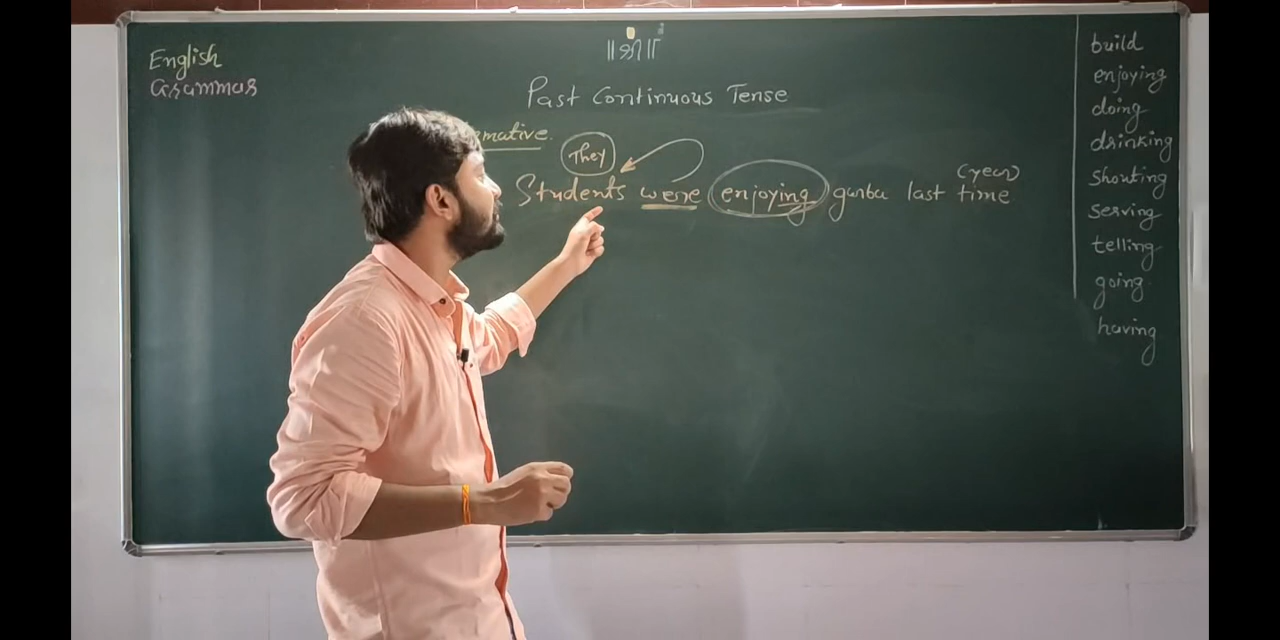 ॥श्री॥
English
Grammar
Past Continuous Tense
rmative.
They
(year)
Students were enjoying garba last time
build
enjoying
doing
drinking
Shouting
Serving
telling
going
having